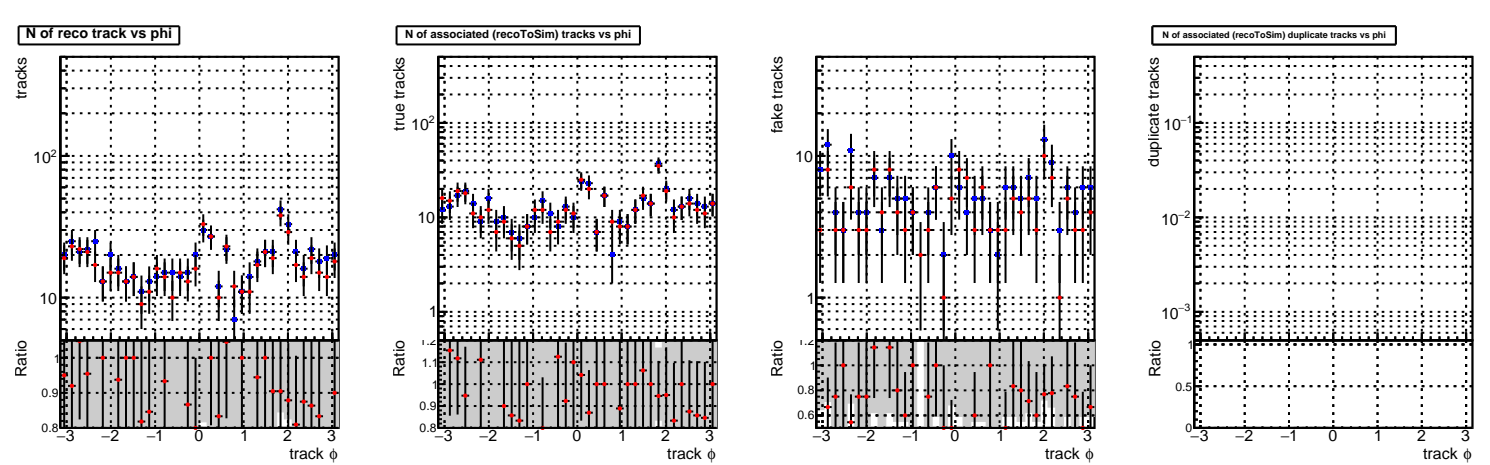 N of reco track vs phi
tracks
10²
10
Ratio
1
0.9
0.8
−3 −2 −1 0 1 2 3
track ϕ
N of associated (recoToSim) tracks vs phi
true tracks
10²
10
1
Ratio
1.2
1.1
1
0.9
0.8
−3 −2 −1 0 1 2 3
track ϕ
fake tracks
10
1
Ratio
1.2
1
0.8
0.6
−3 −2 −1 0 1 2 3
track ϕ
N of associated (recoToSim) duplicate tracks vs phi
duplicate tracks
10⁻¹
10⁻²
10⁻³
Ratio
1
0.5
0
−3 −2 −1 0 1 2 3
track ϕ